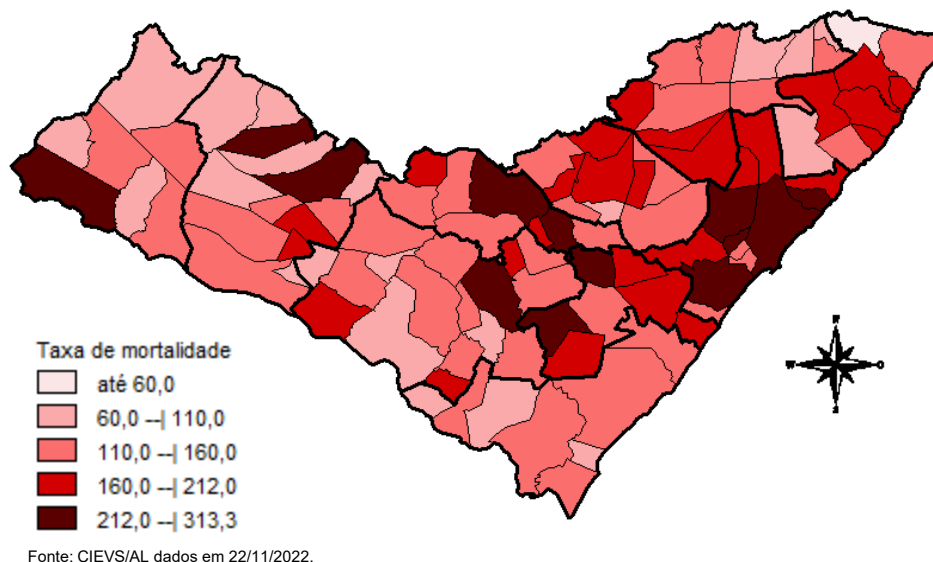 Taxa de mortalidade
até 60,0
60,0 --| 110,0
110,0 --| 160,0
160,0 --| 212,0
212,0 --| 313,3
Fonte: CIEVS/AL dados em 22/11/2022.